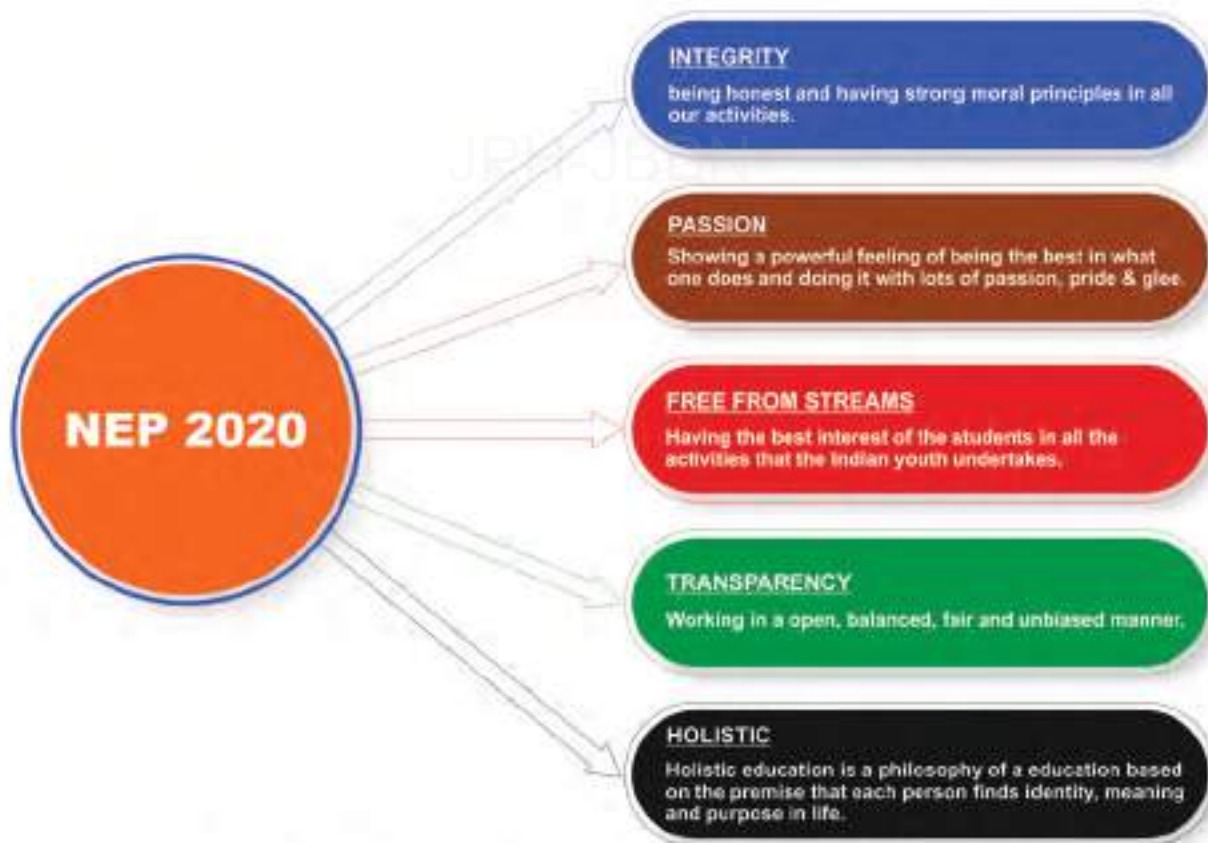 INTEGRITY
being honest and having strong moral principles in all
our activities.
PASSION
Showing a powerful feeling of being the best in what
one does and doing it with lots of passion, pride & glee.
NEP 2020
FREE FROM STREAMS
Having the best interest of the students in all the
activities that the Indian youth undertakes.
TRANSPARENCY
Working in a open, balanced, fair and unbiased manner.
HOLISTIC
Holistic education is a philosophy of a education based
on the premise that each person finds identity, meaning
and purpose in life.